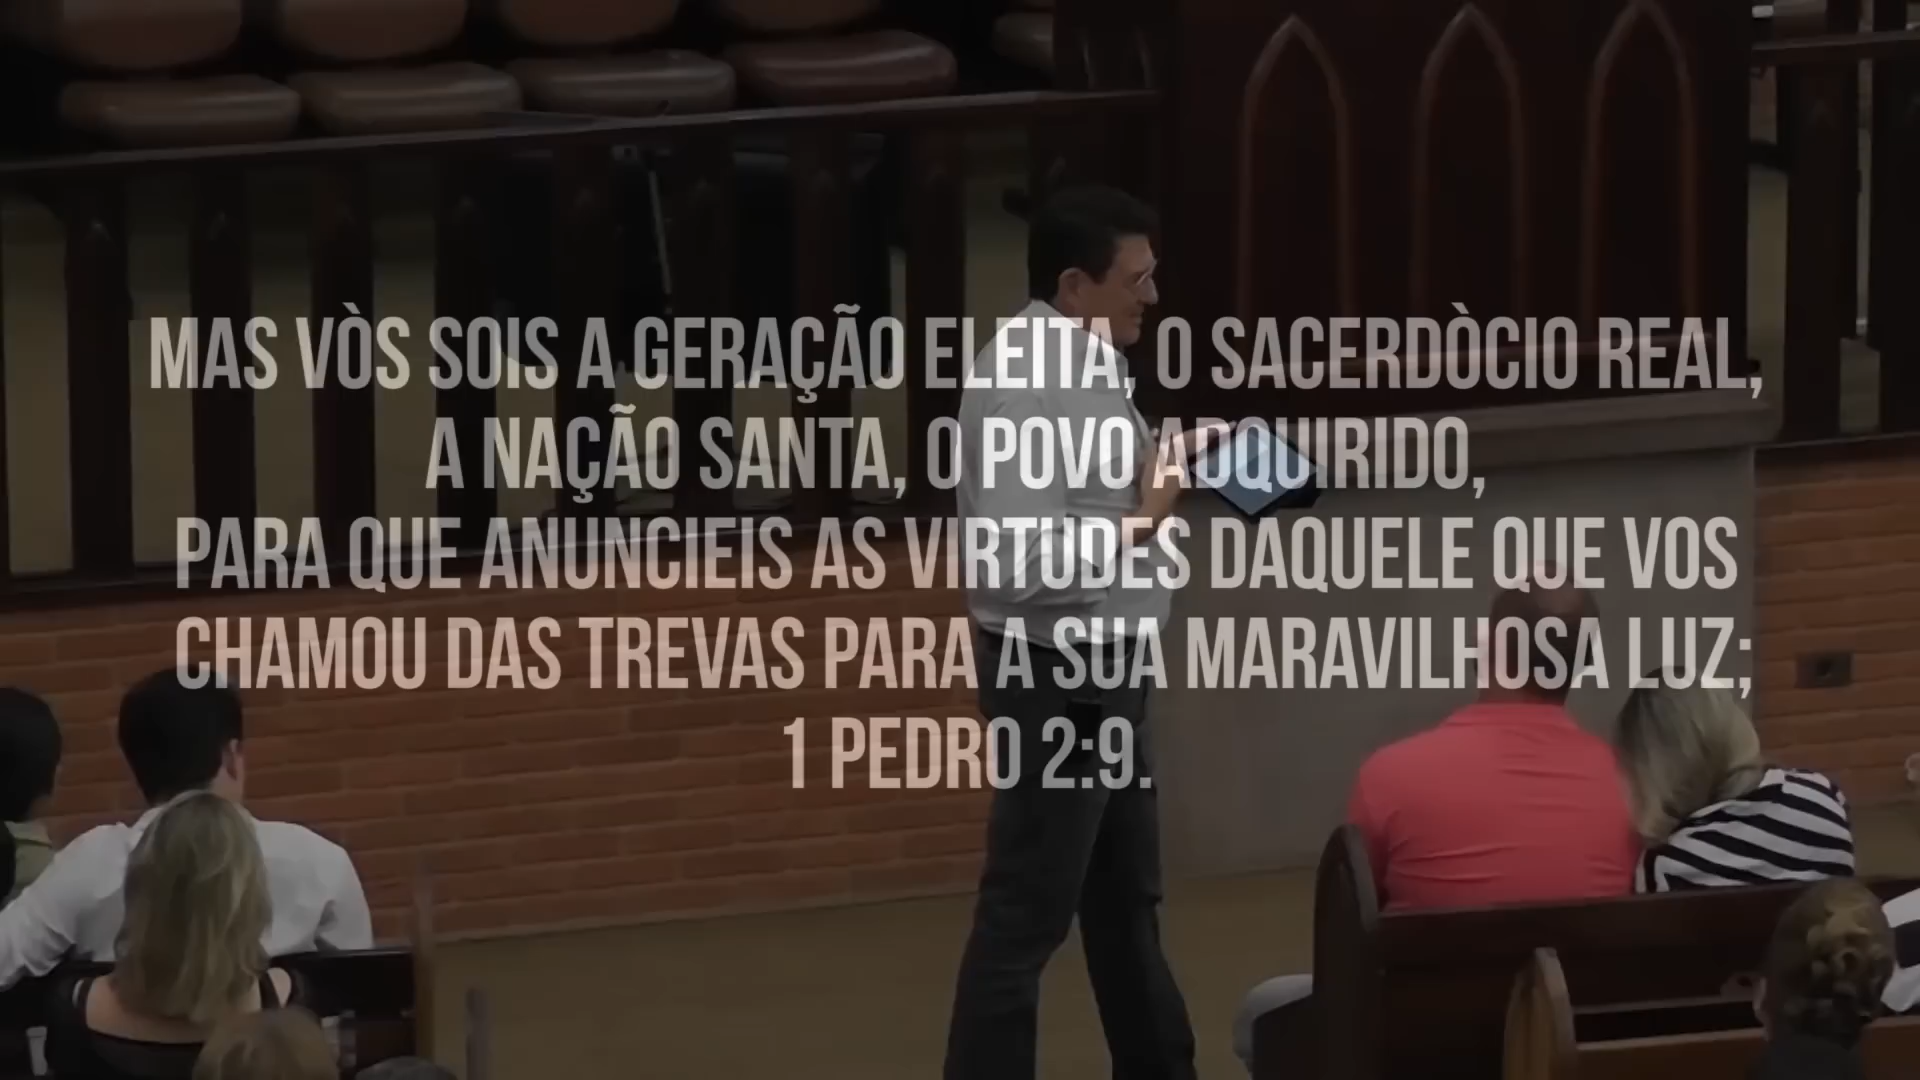 MAS VÒS SOIS A GERAÇÃO ELEITA, O SACERDÒCIO REAL,
A NAÇÃO SANTA, O POVO ADQUIRIDO,
PARA QUE ANUNCIEIS AS VIRTUDES DAQUELE QUE VOS
CHAMOU DAS TREVAS PARA A SUA MARAVILHOSA LUZ;
1 PEDRO 2:9.